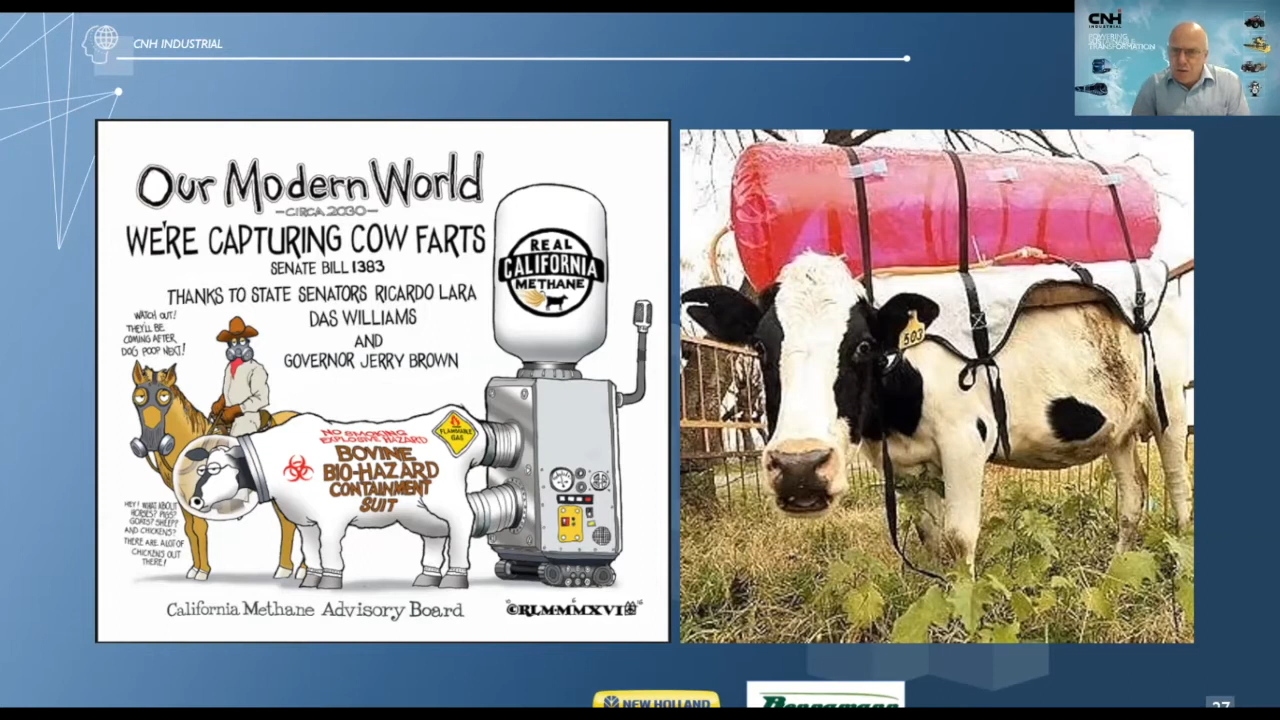 CNH INDUSTRIAL
CNH
INDUSTRIAL
POWERING
SUSTAINABLE
TRANSFORMATION
OUR MODERN WORLD
-CIRCA 2030-
WE'RE CAPTURING COW FARTS
SENATE BILL 1383
THANKS TO STATE SENATORS RICARDO LARA
DAS WILLIAMS
AND
GOVERNOR JERRY BROWN
WATCH OUT!
THEY'LL BE
COMING AFTER
DOG POOP NEXT!
REAL
CALIFORNIA
METHANE
FLAMMABLE
GAS
NO SMOKING
EXPLOSIVE HAZARD
BOVINE
BIO-HAZARD
CONTAINMENT
SUIT
HEY! WHAT ABOUT
HORSES? PIGS?
GOATS? SHEEP?
AND CHICKENS?
THERE ARE A LOT OF
CHICKENS OUT
THERE!
California Methane Advisory Board
©RLMMMXVI
503
NEW HOLLAND
27